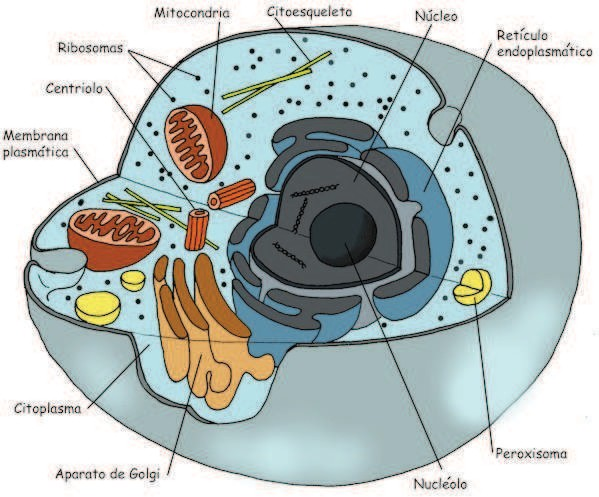 Mitocondria
Citoesqueleto
Núcleo
Retículo
endoplasmático
Ribosomas
Centriolo
Membrana
plasmática
Citoplasma
Aparato de Golgi
Nucléolo
Peroxisoma